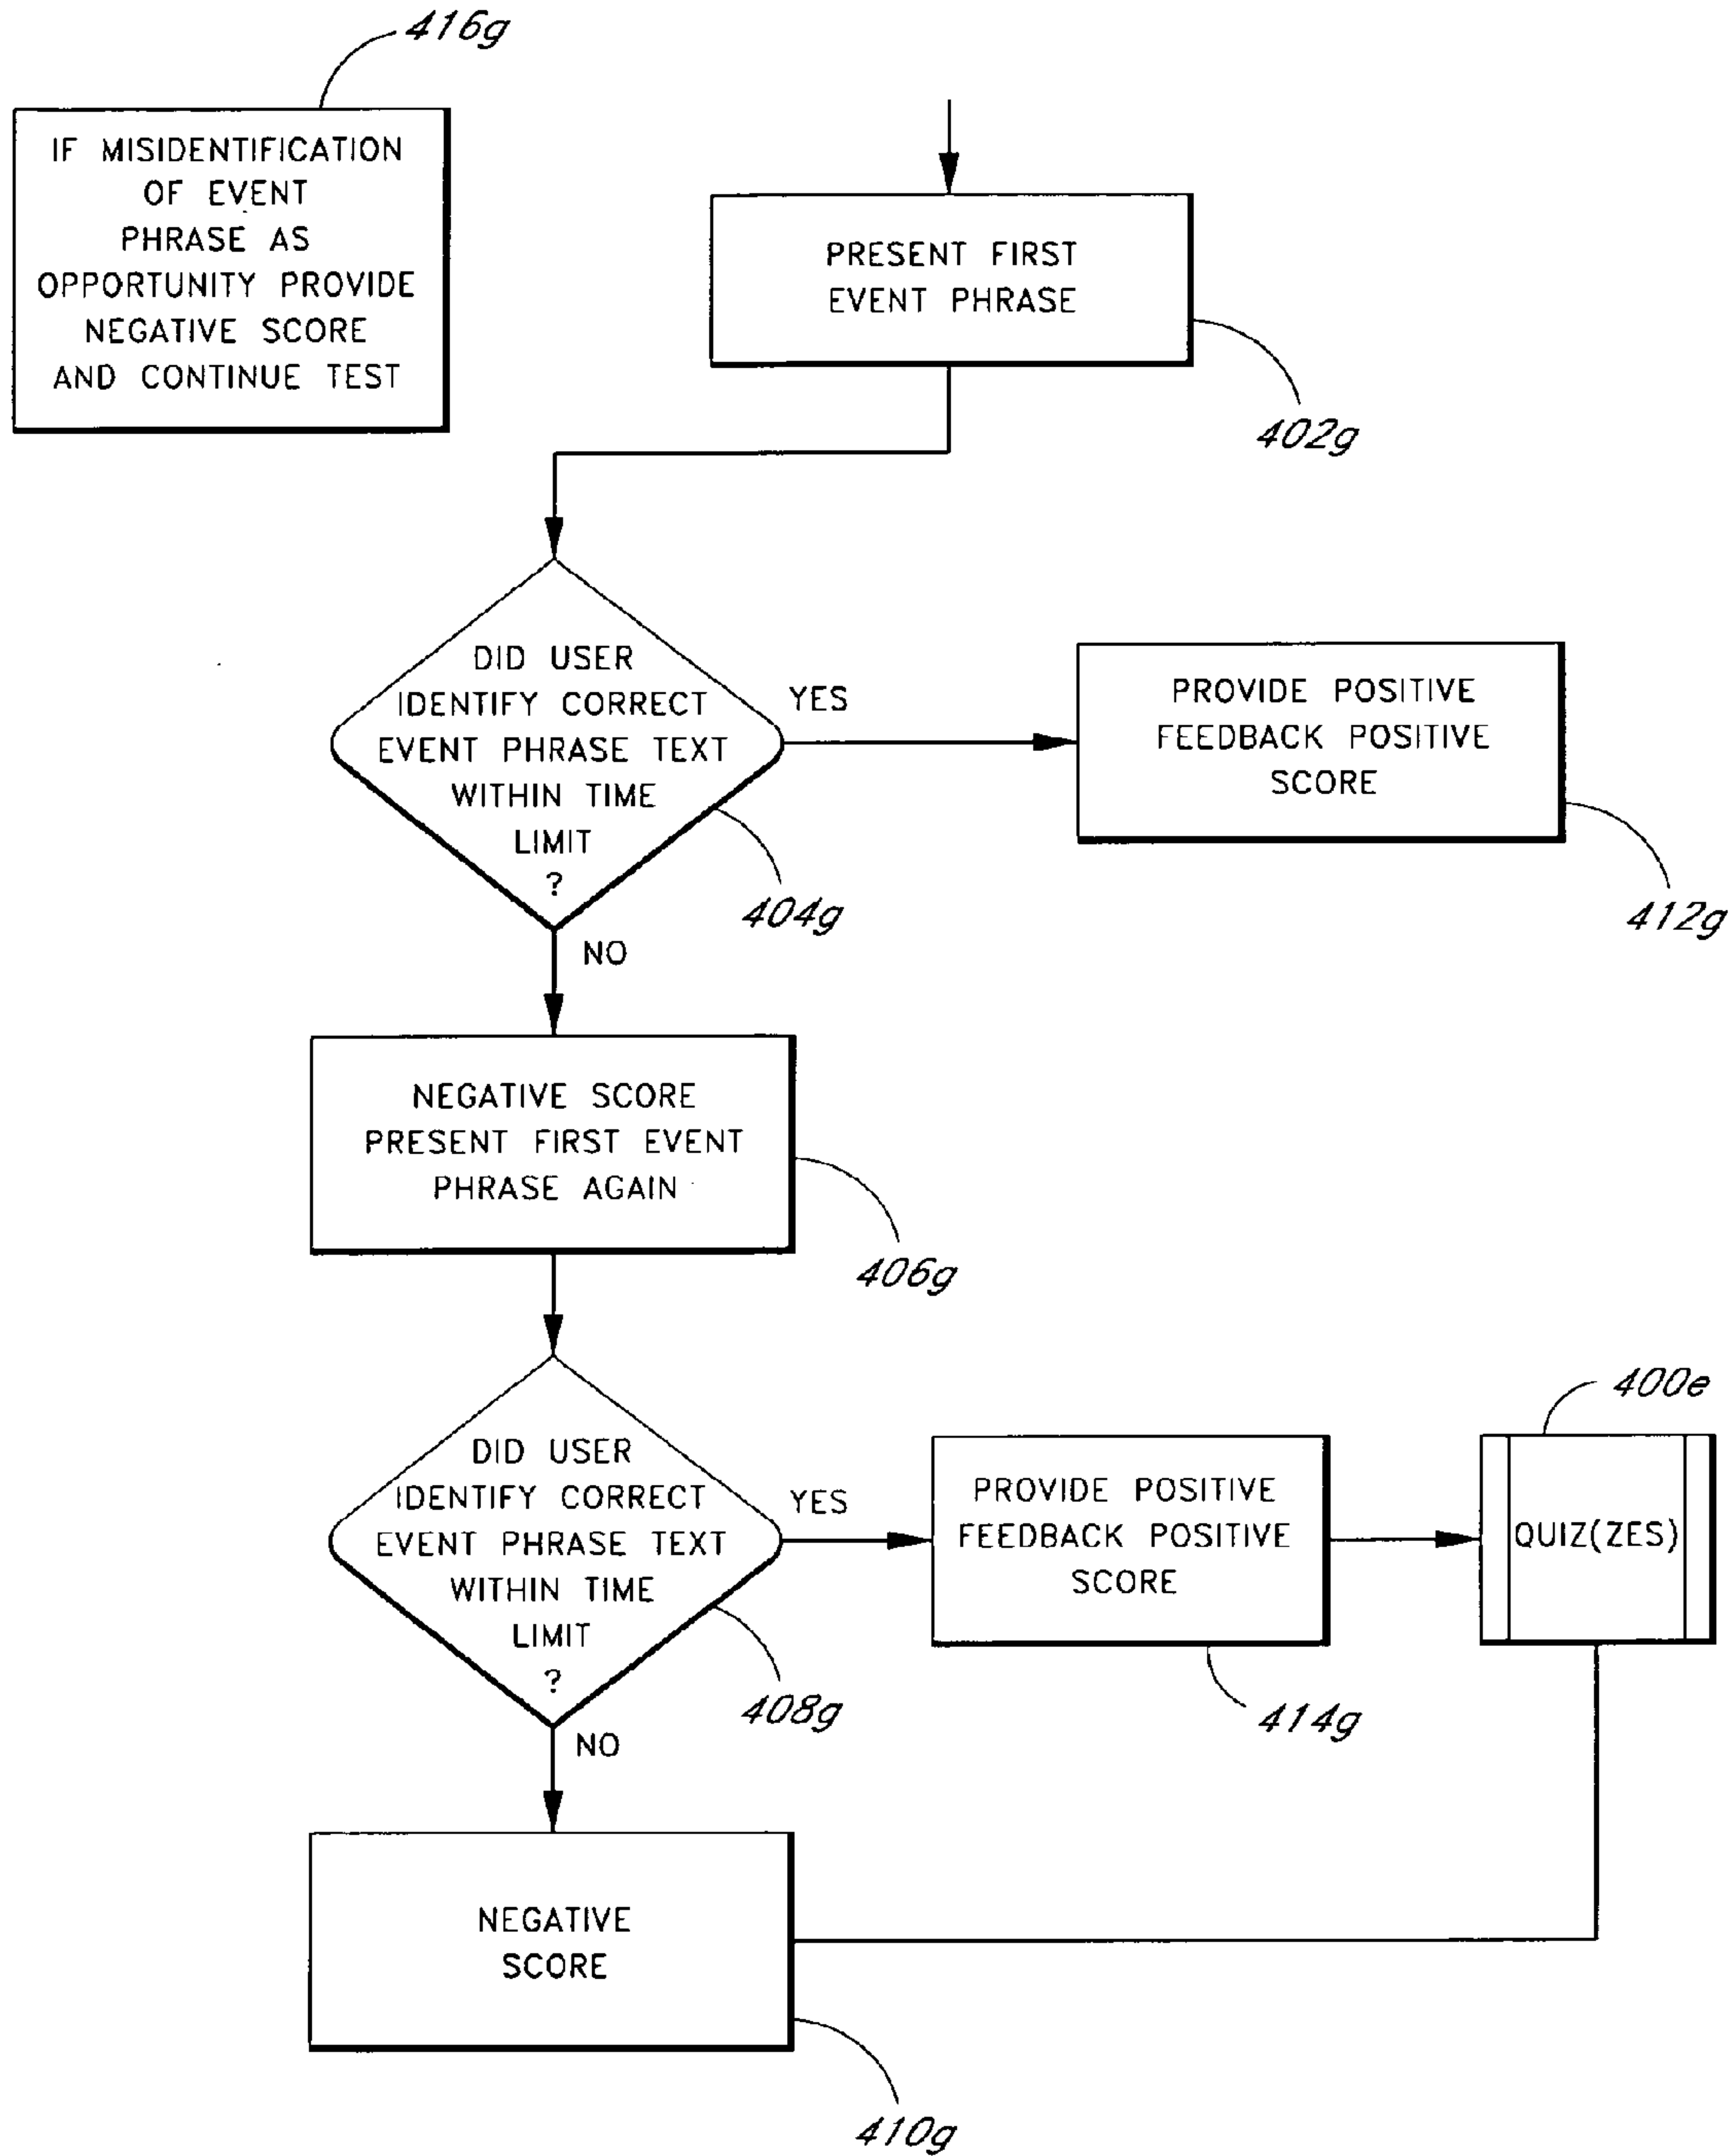 416g
IF MISIDENTIFICATION
OF EVENT
PHRASE AS
OPPORTUNITY PROVIDE
NEGATIVE SCORE
AND CONTINUE TEST
PRESENT FIRST
EVENT PHRASE
402g
DID USER
IDENTIFY CORRECT
EVENT PHRASE TEXT
WITHIN TIME
LIMIT
?
404g
YES
PROVIDE POSITIVE
FEEDBACK POSITIVE
SCORE
412g
NO
NEGATIVE SCORE
PRESENT FIRST EVENT
PHRASE AGAIN
406g
DID USER
IDENTIFY CORRECT
EVENT PHRASE TEXT
WITHIN TIME
LIMIT
?
408g
YES
PROVIDE POSITIVE
FEEDBACK POSITIVE
SCORE
414g
400e
QUIZ(ZES)
NO
NEGATIVE
SCORE
410g